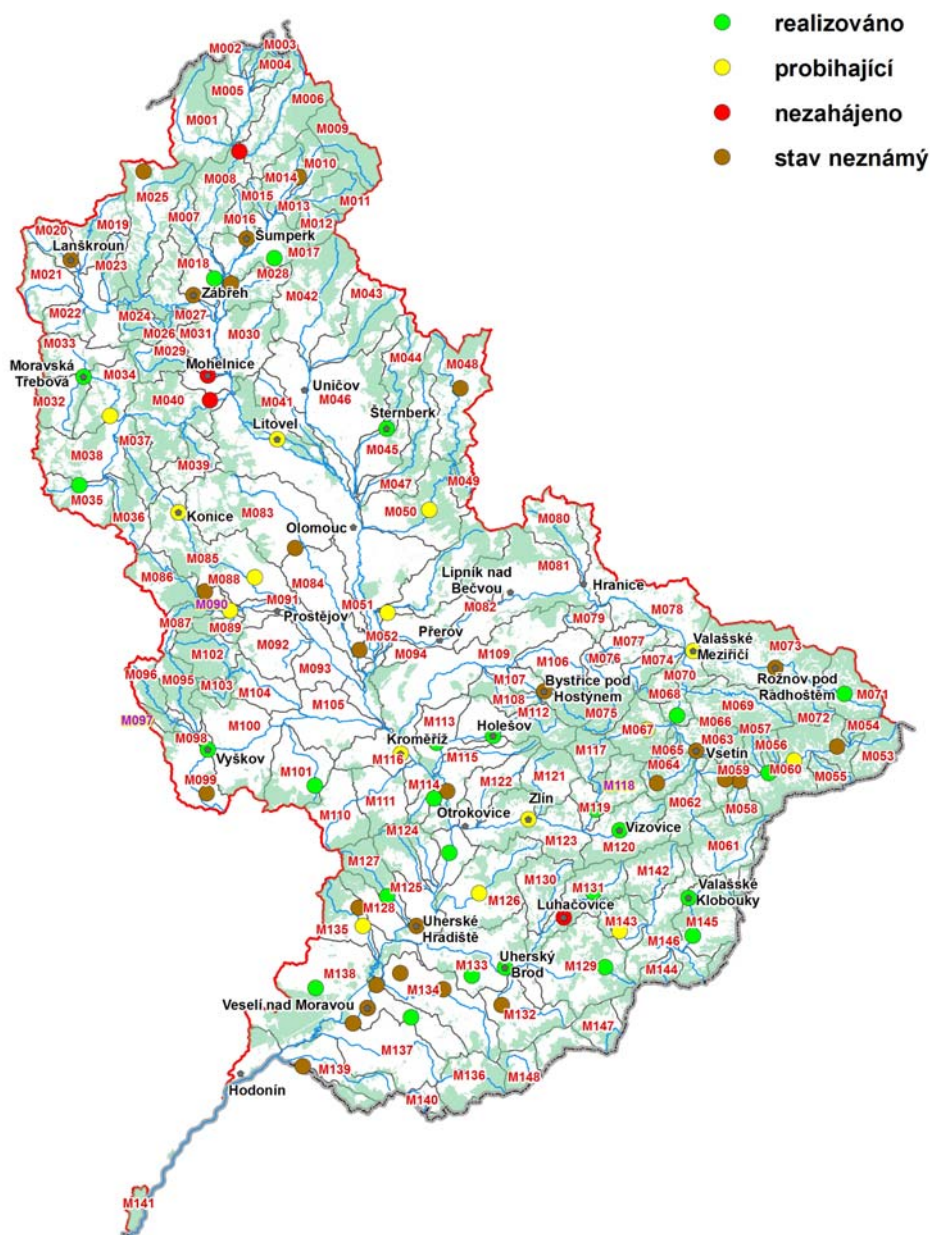 realizováno
probihající
nezahájeno
stav neznámý
M002
M003
M004
M005
M006
M001
M009
M010
M008
M014
M025
M015
M013
M011
M007
M016
M012
M020
M019
Šumperk
Lanškroun
M017
M023
M018
M028
M021
Zábřeh
M042
M043
M022
M024
M027
M026
M031
M030
M033
M029
M044
M048
Moravská
Třebová
M034
Mohelnice
Uničov
M032
M040
M041
M046
Šternberk
Litovel
M037
M038
M039
M045
M047
M049
M035
M083
M050
M036
Konice
Olomouc
M080
M085
M081
M086
M088
M084
Lipník nad
Bečvou
Hranice
M090
M091
M051
M082
M087
M089
Prostějov
M079
M078
M092
M052
Přerov
M077
M102
M094
M109
M106
M076
M074
Valašské
Meziříčí
M073
M096
M095
M103
M093
M107
Bystřice pod
Hostýnem
M070
Rožnov pod
Radhoštěm
M104
M105
M108
M068
M069
M071
M097
M100
M113
M112
M075
M066
M072
M098
Holešov
M067
M057
M054
Vyškov
Kroměříž
M115
M117
M063
M056
M053
M116
M065
Vsetín
M060
M055
M099
M101
M114
M122
M121
M118
M064
M059
M111
M110
Otrokovice
Zlín
M119
M062
M058
M124
Vizovice
M123
M120
M061
M127
M130
M142
M125
M126
M131
Valašské
Klobouky
M128
Luhačovice
M135
Uherské
Hradiště
M143
M145
M146
Uherský
Brod
M129
M144
M138
M133
M134
Veselí nad Moravou
M132
M147
M137
M139
M136
M148
Hodonín
M140
M141